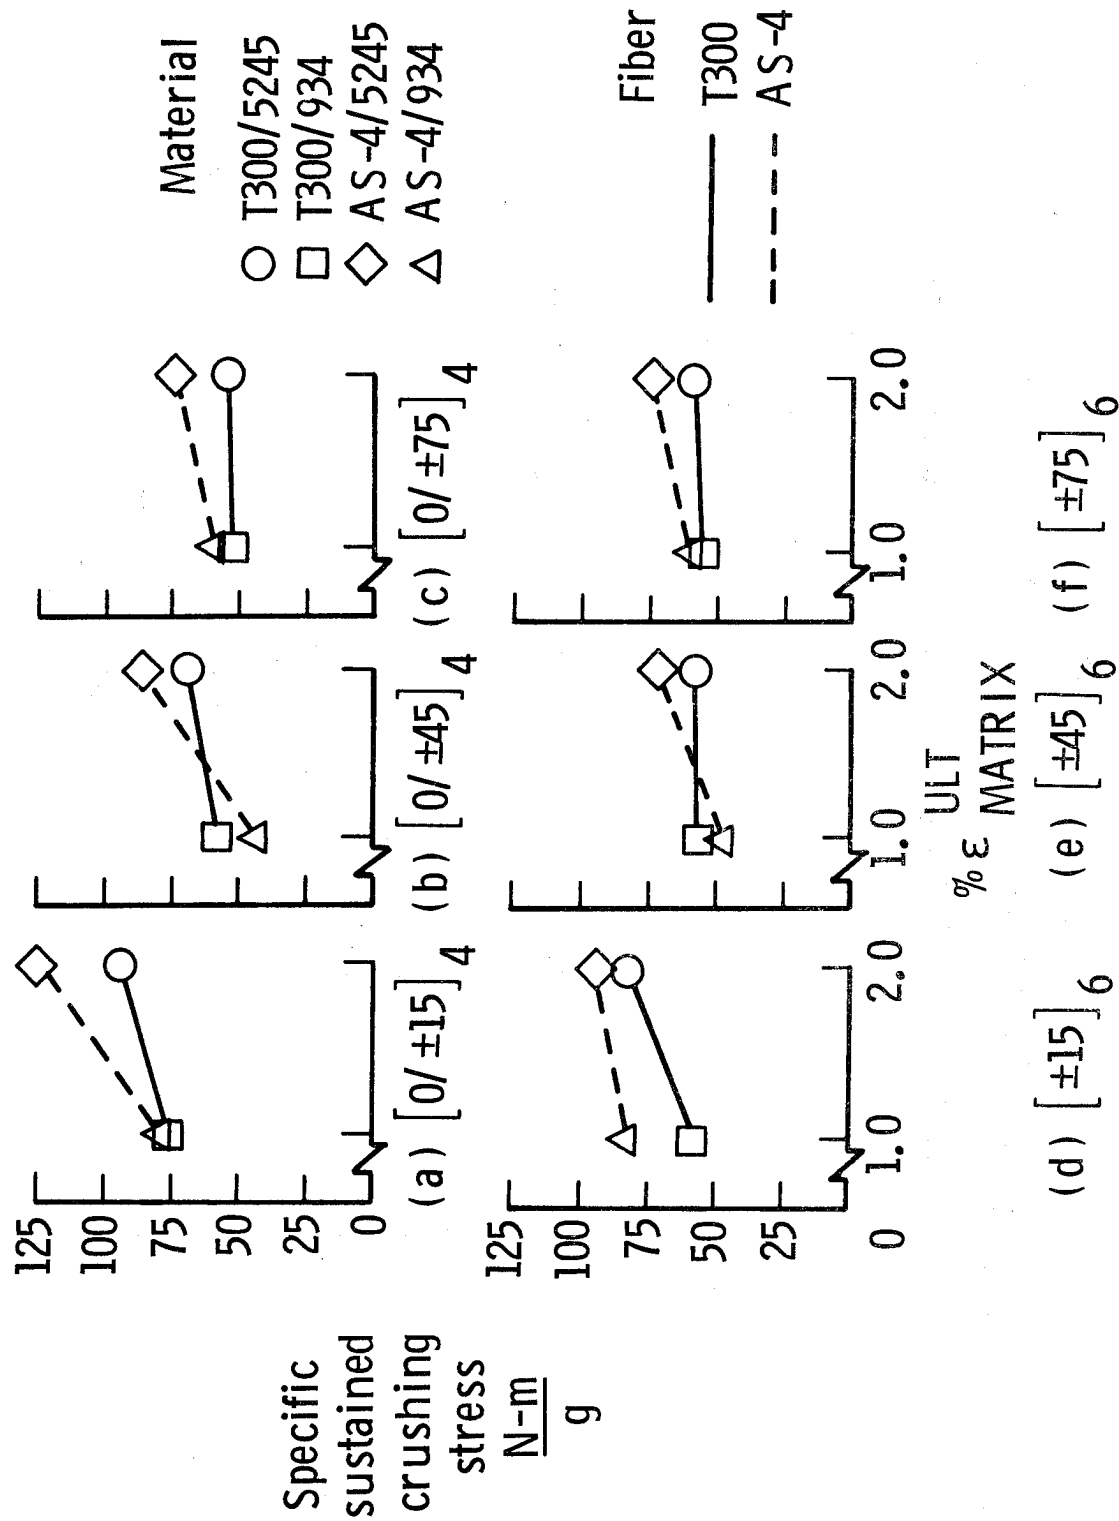 Specific
sustained
crushing
stress
N-m
g
125
100
75
50
25
0
(a) [0/ ±15]4
(b) [0/ ±45]4
(c) [0/ ±75]4
Material
T300/5245
T300/934
AS-4/5245
AS-4/934
125
100
75
50
25
0
1.0
2.0
1.0
2.0
1.0
2.0
% ε ULT
MATRIX
(d) [±15]6
(e) [±45]6
(f) [±75]6
Fiber
T300
AS-4